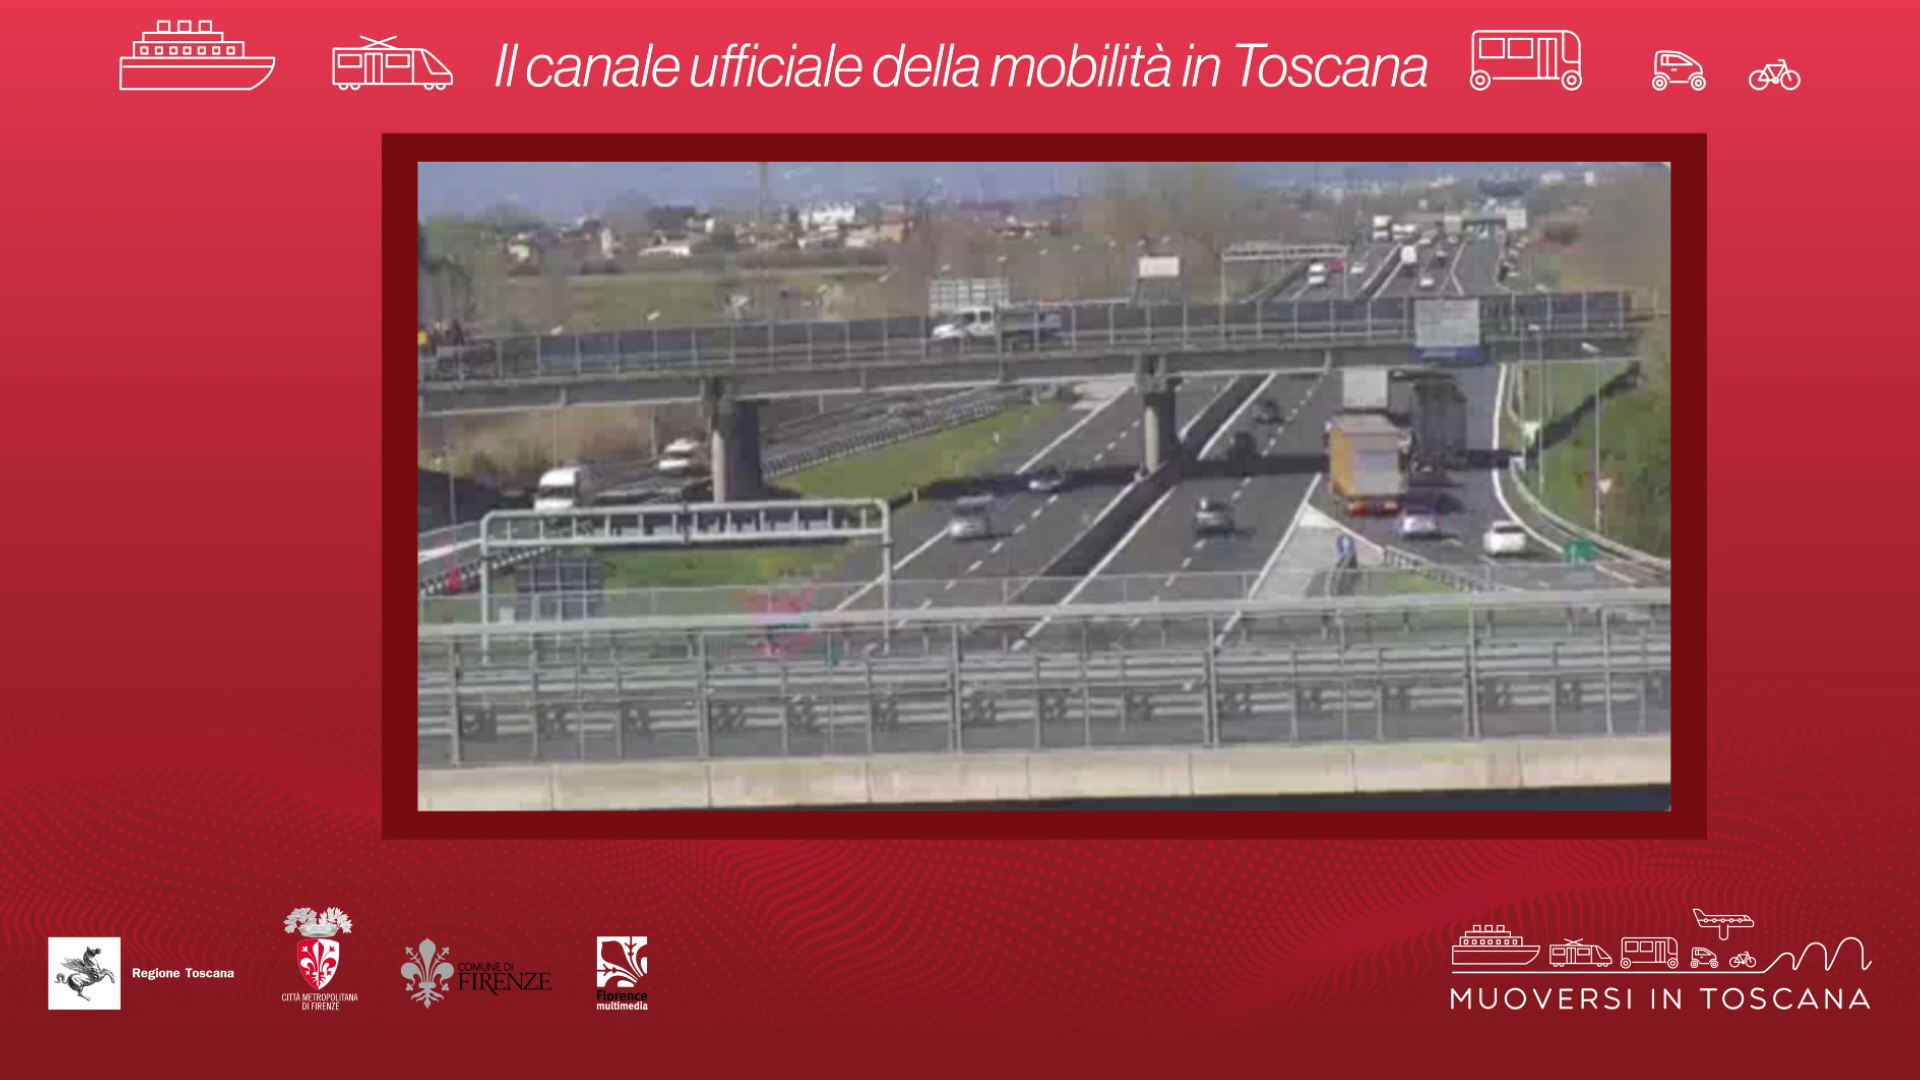 Il canale ufficiale della mobilità in Toscana
Regione Toscana
CITTÀ METROPOLITANA
DI FIRENZE
COMUNE DI
FIRENZE
Florence
multimedia
MUOVERSI IN TOSCANA